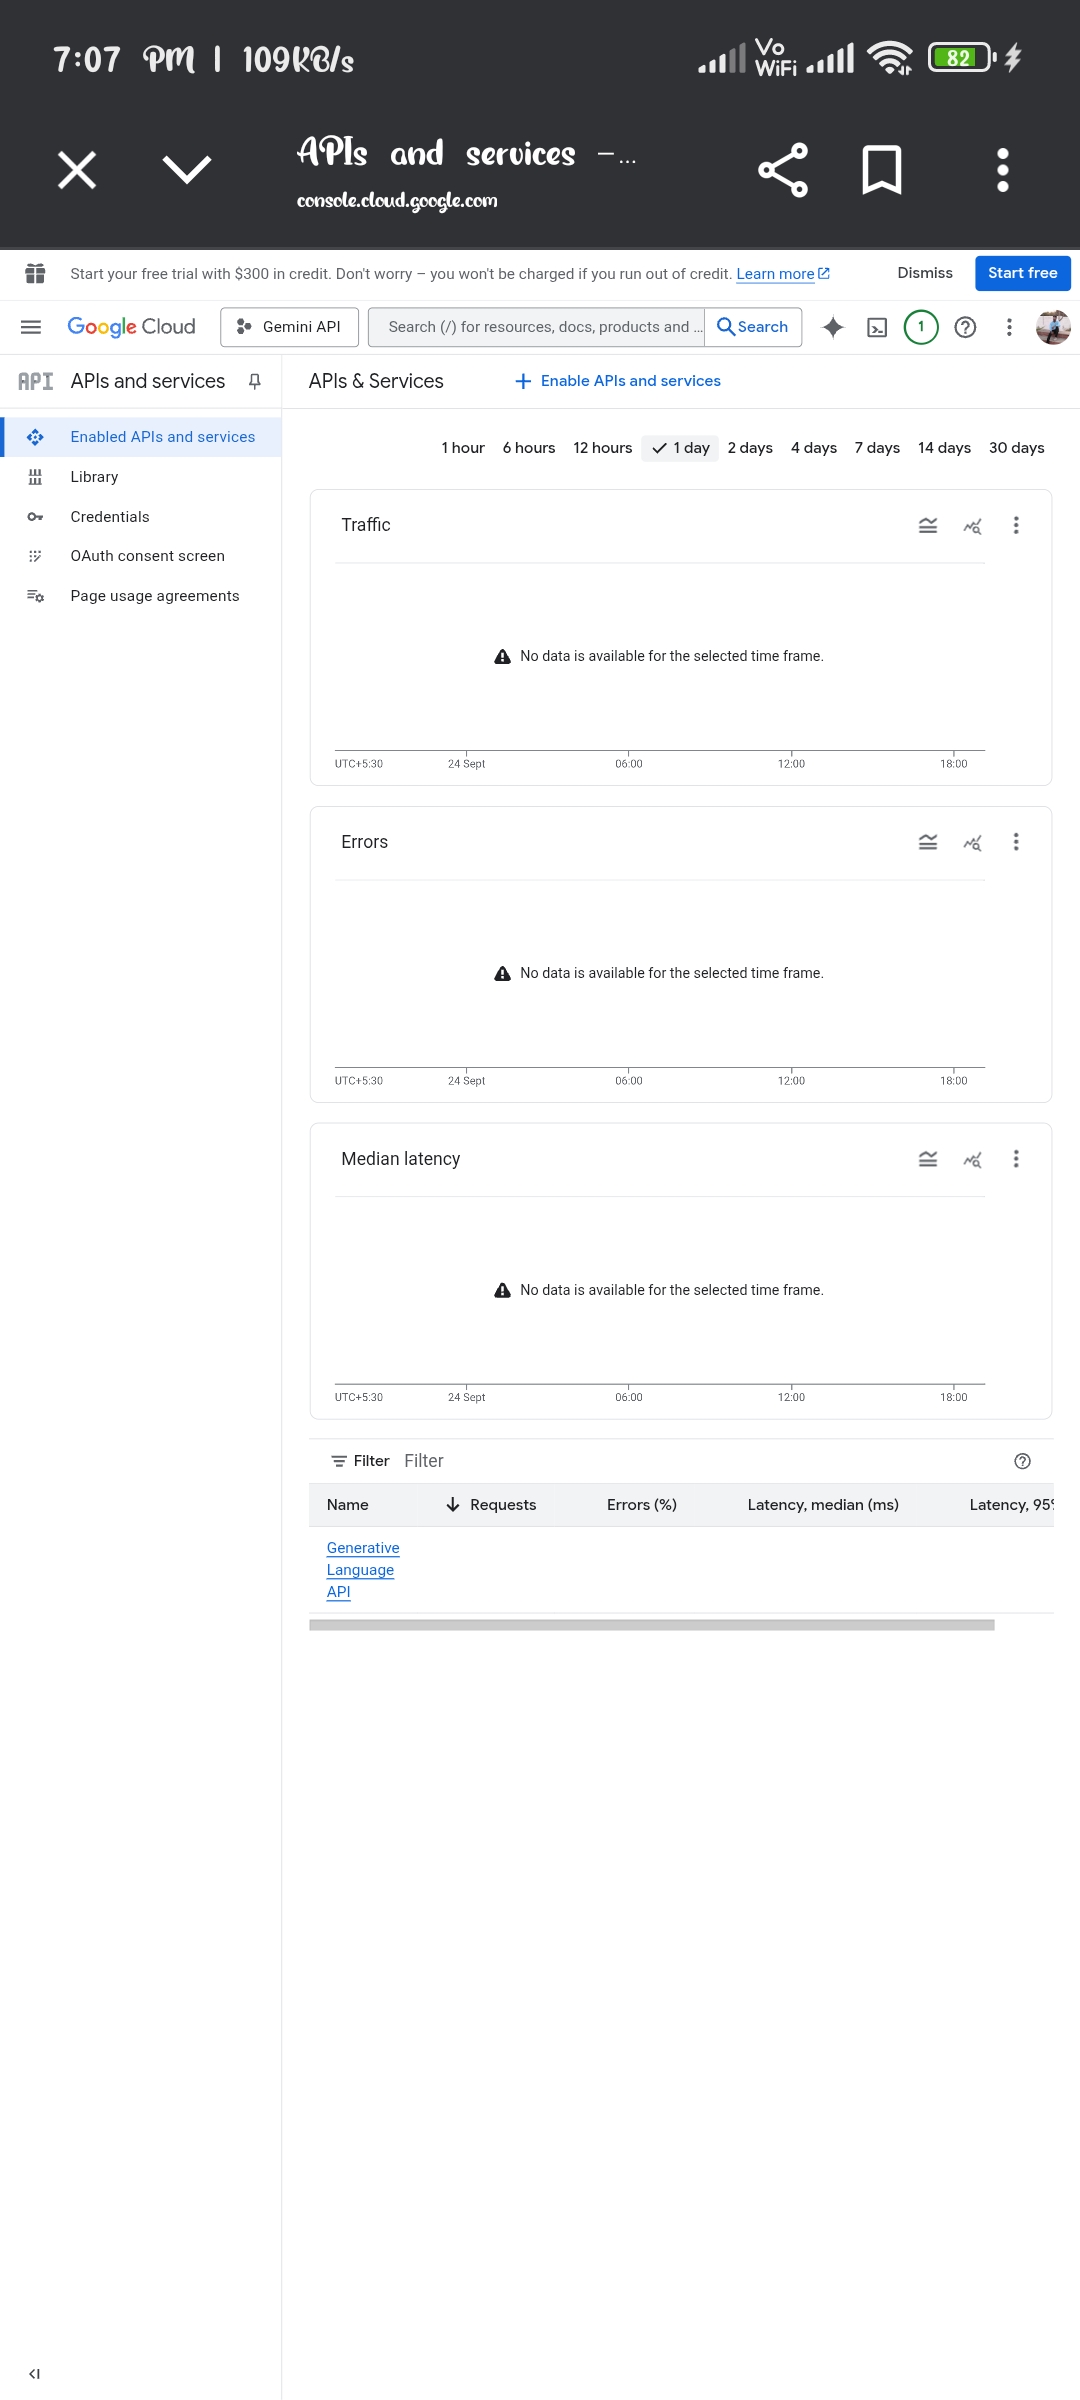 7:07 PM | 109KB/s
Vo
WiFi
82
APIs and services –...
console.cloud.google.com
Start your free trial with $300 in credit. Don't worry – you won't be charged if you run out of credit. Learn more
Dismiss
Start free
Google Cloud
Gemini API
Search (/) for resources, docs, products and ...
Search
1
API
APIs and services
APIs & Services
Enable APIs and services
Enabled APIs and services
Library
Credentials
OAuth consent screen
Page usage agreements
1 hour 6 hours 12 hours 1 day 2 days 4 days 7 days 14 days 30 days
Traffic
No data is available for the selected time frame.
UTC+5:30 24 Sept 06:00 12:00 18:00
Errors
No data is available for the selected time frame.
UTC+5:30 24 Sept 06:00 12:00 18:00
Median latency
No data is available for the selected time frame.
UTC+5:30 24 Sept 06:00 12:00 18:00
Filter Filter
Name Requests Errors (%) Latency, median (ms) Latency, 95%
Generative
Language
API